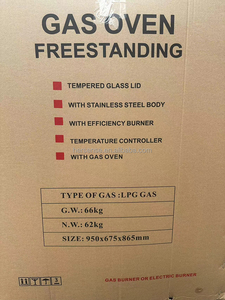 GAS OVEN
FREESTANDING
TEMPERED GLASS LID
WITH STAINLESS STEEL BODY
WITH EFFICIENCY BURNER
TEMPERATURE CONTROLLER
WITH GAS OVEN
TYPE OF GAS :LPG GAS
G.W.: 66kg
N.W.: 62kg
SIZE: 950x675x865mm
GAS BURNER OR ELECTRIC BURNER